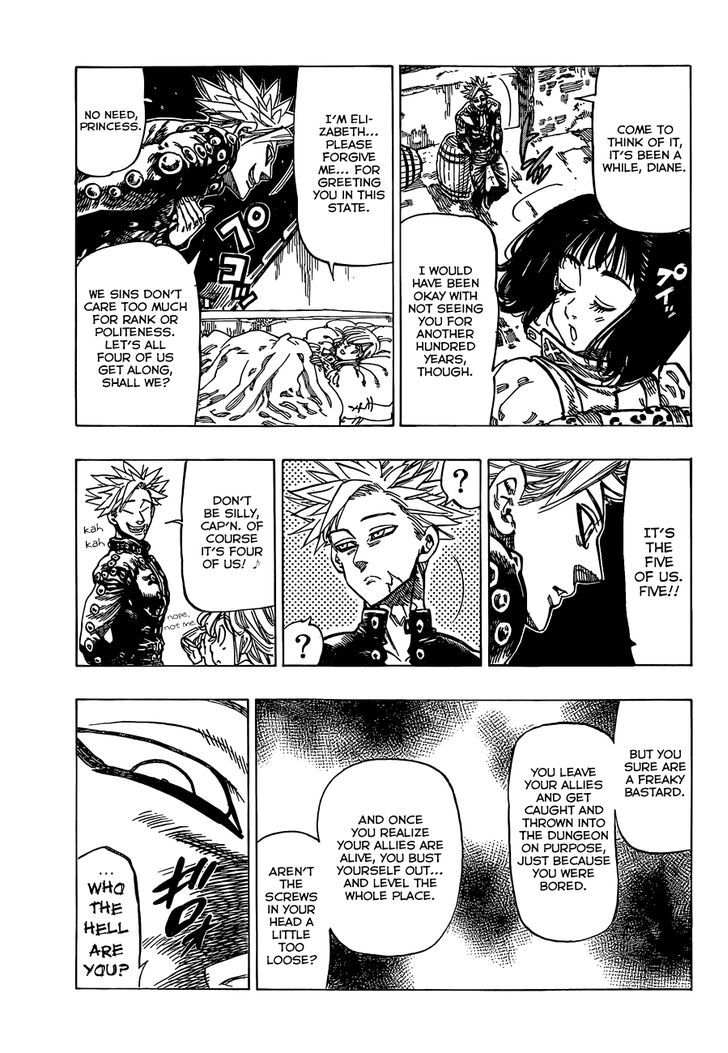 COME TO
THINK OF IT,
IT'S BEEN A
WHILE, DIANE.
I WOULD
HAVE BEEN
OKAY WITH
NOT SEEING
YOU FOR
ANOTHER
HUNDRED
YEARS,
THOUGH.
I'M ELI-
ZABETH...
PLEASE
FORGIVE
ME... FOR
GREETING
YOU IN THIS
STATE.
NO NEED,
PRINCESS.
ペコッ
WE SINS DON'T
CARE TOO MUCH
FOR RANK OR
POLITENESS.
LET'S ALL
FOUR OF US
GET ALONG,
SHALL WE?
IT'S
THE
FIVE
OF US.
FIVE!!
?
?
DON'T
BE SILLY,
CAP'N. OF
COURSE
IT'S FOUR
OF US! ♪
kah
kah
nope,
not me
BUT YOU
SURE ARE
A FREAKY
BASTARD.
YOU LEAVE
YOUR ALLIES
AND GET
CAUGHT AND
THROWN INTO
THE DUNGEON
ON PURPOSE,
JUST BECAUSE
YOU WERE
BORED.
AND ONCE
YOU REALIZE
YOUR ALLIES ARE
ALIVE, YOU BUST
YOURSELF OUT...
AND LEVEL THE
WHOLE PLACE.
AREN'T
THE
SCREWS
IN YOUR
HEAD A
LITTLE
TOO
LOOSE?
ギロッ
...
WHO
THE
HELL
ARE
YOU?